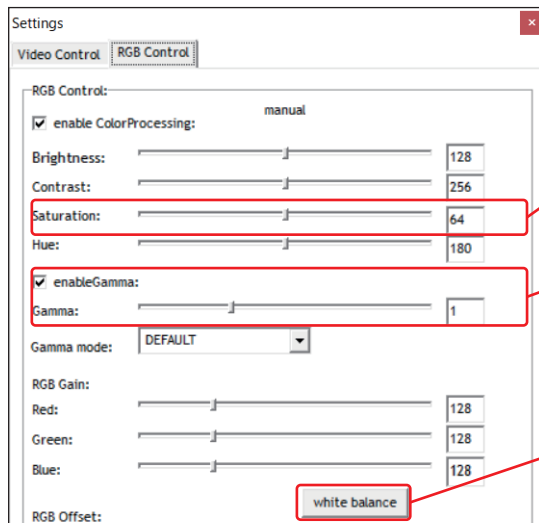 Settings
Video Control RGB Control
RGB Control:
manual
enable ColorProcessing:
Brightness: 128
Contrast: 256
Saturation: 64
Hue: 180
enableGamma:
Gamma: 1
Gamma mode: DEFAULT
RGB Gain:
Red: 128
Green: 128
Blue: 128
white balance
RGB Offset: